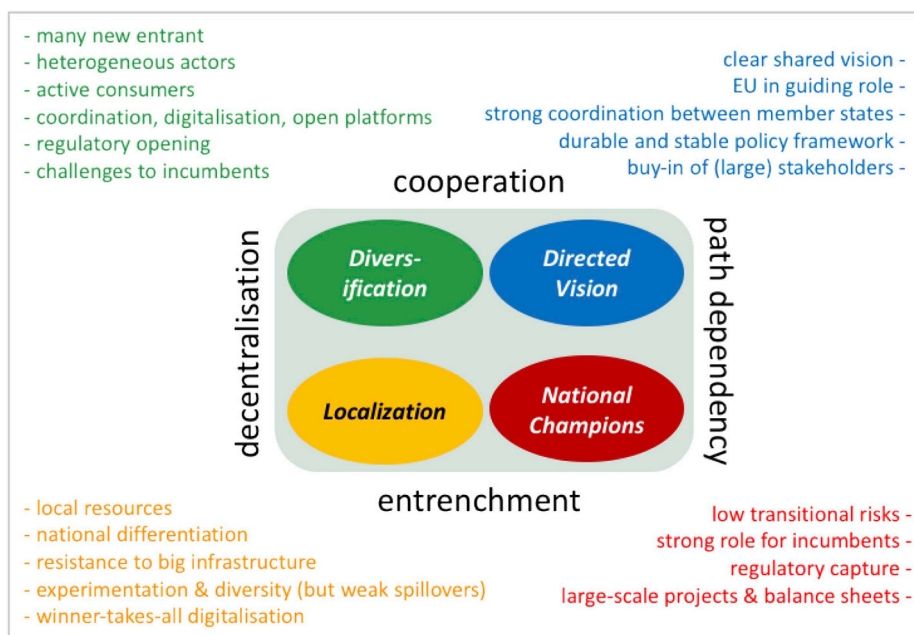 - many new entrant
- heterogeneous actors
- active consumers
- coordination, digitalisation, open platforms
- regulatory opening
- challenges to incumbents
clear shared vision -
EU in guiding role -
strong coordination between member states -
durable and stable policy framework -
buy-in of (large) stakeholders -
cooperation
decentralisation
path dependency
Divers-
ification
Directed
Vision
Localization
National
Champions
entrenchment
- local resources
- national differentiation
- resistance to big infrastructure
- experimentation & diversity (but weak spillovers)
- winner-takes-all digitalisation
low transitional risks -
strong role for incumbents -
regulatory capture -
large-scale projects & balance sheets -